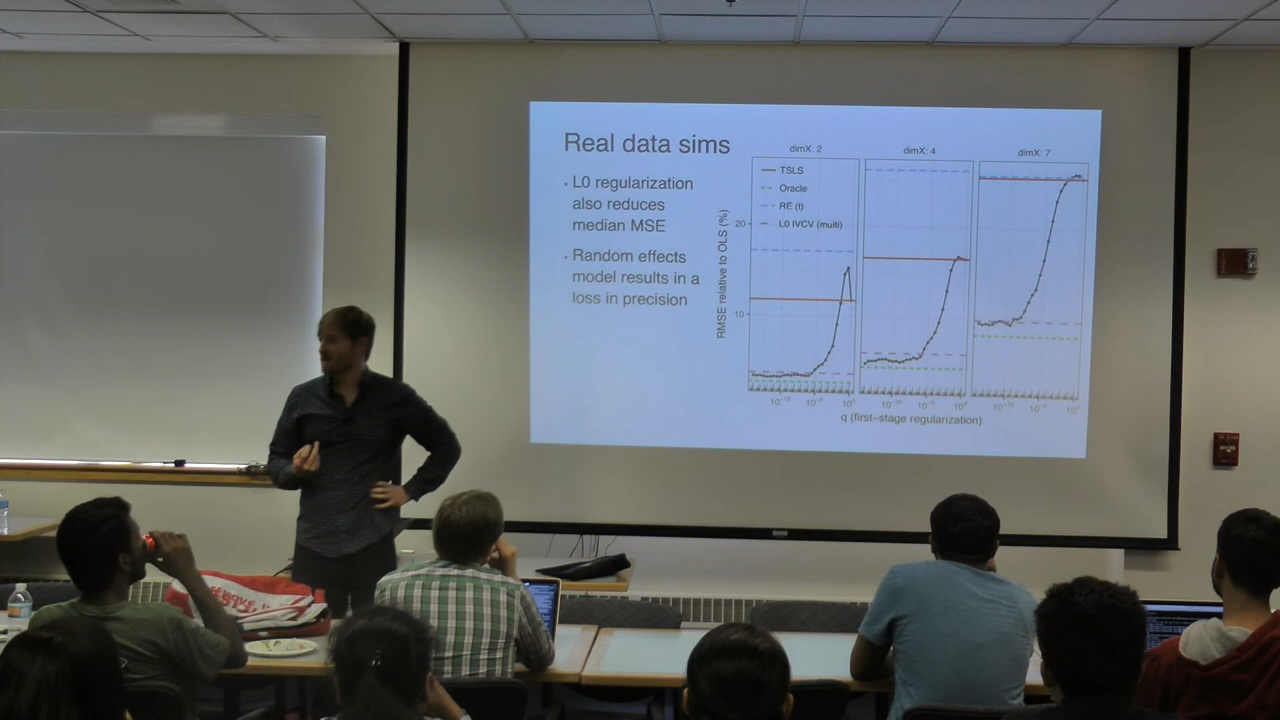 Real data sims
· L0 regularization
also reduces
median MSE
· Random effects
model results in a
loss in precision
dimX: 2
dimX: 4
dimX: 7
TSLS
Oracle
RE (t)
L0 IVCV (multi)
RMSE relative to OLS (%)
20
10
q (first−stage regularization)